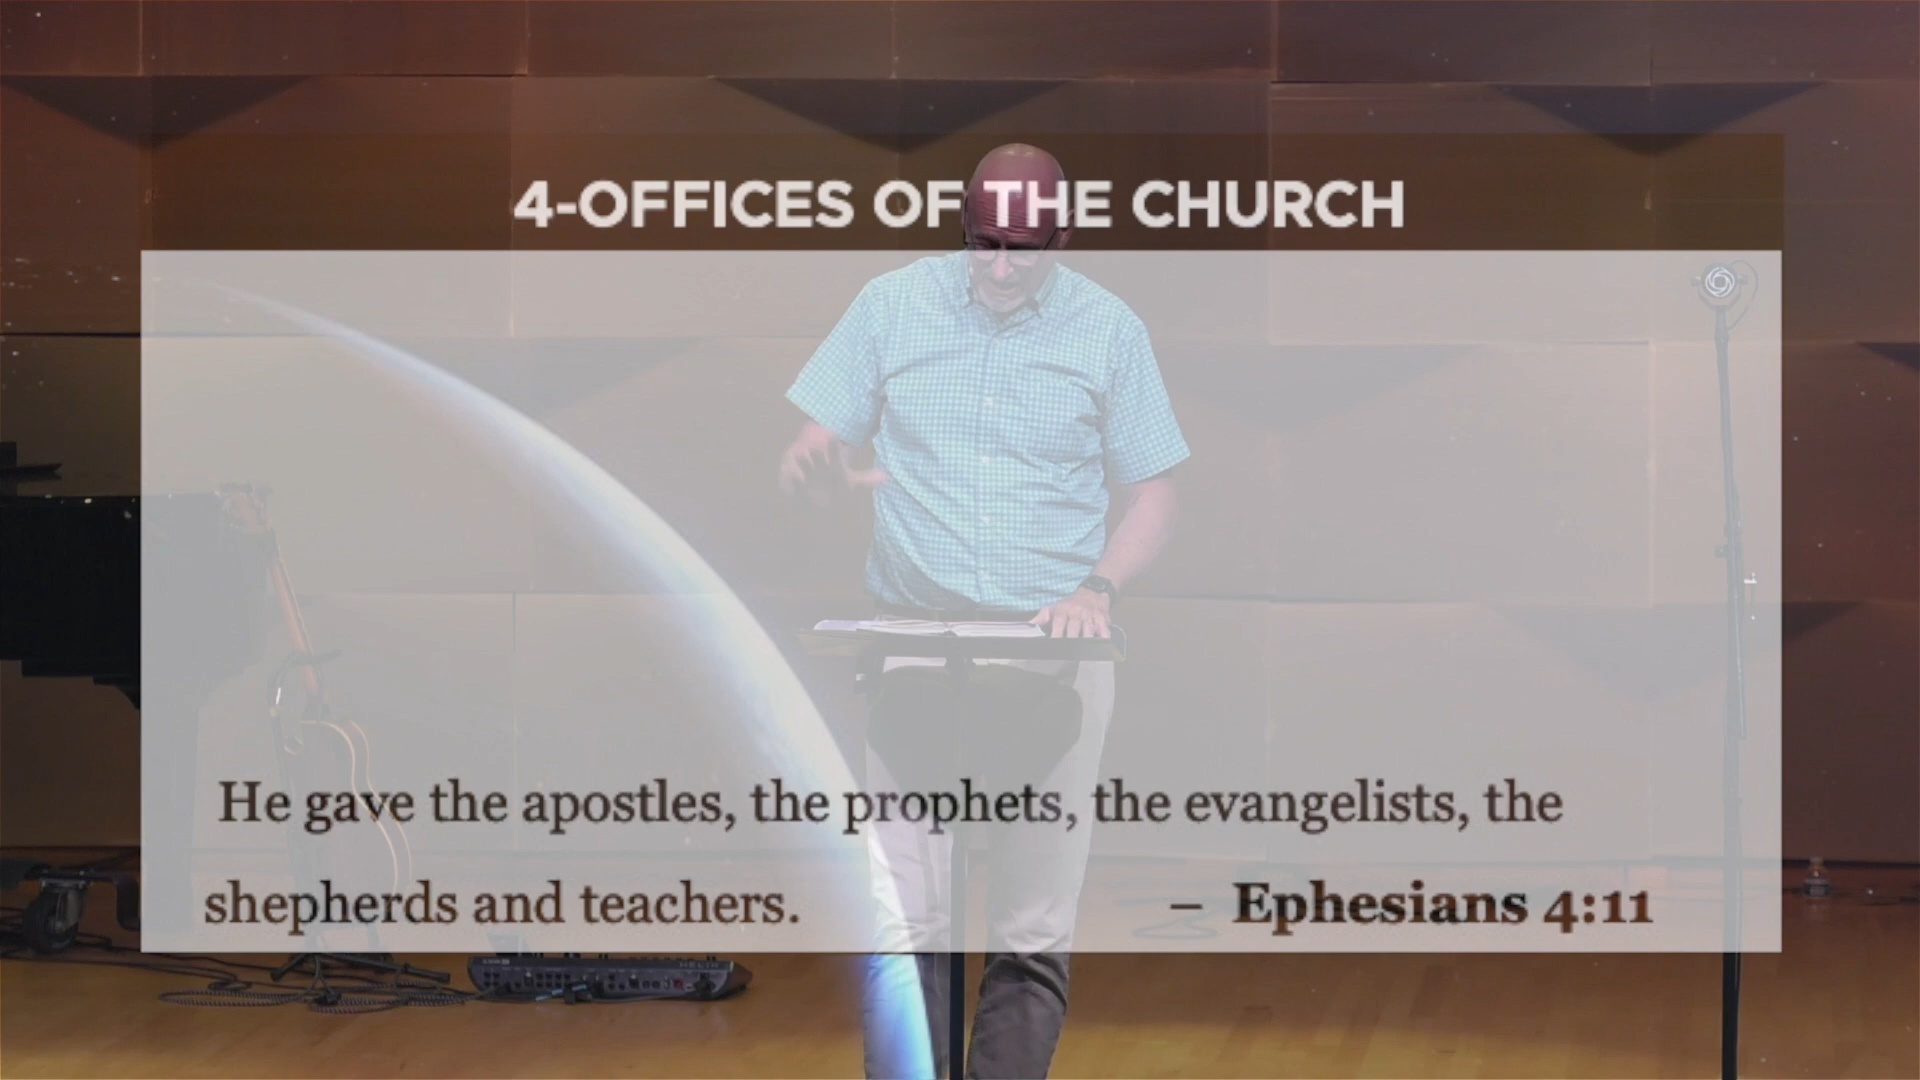 4-OFFICES OF THE CHURCH
He gave the apostles, the prophets, the evangelists, the
shepherds and teachers.
– Ephesians 4:11